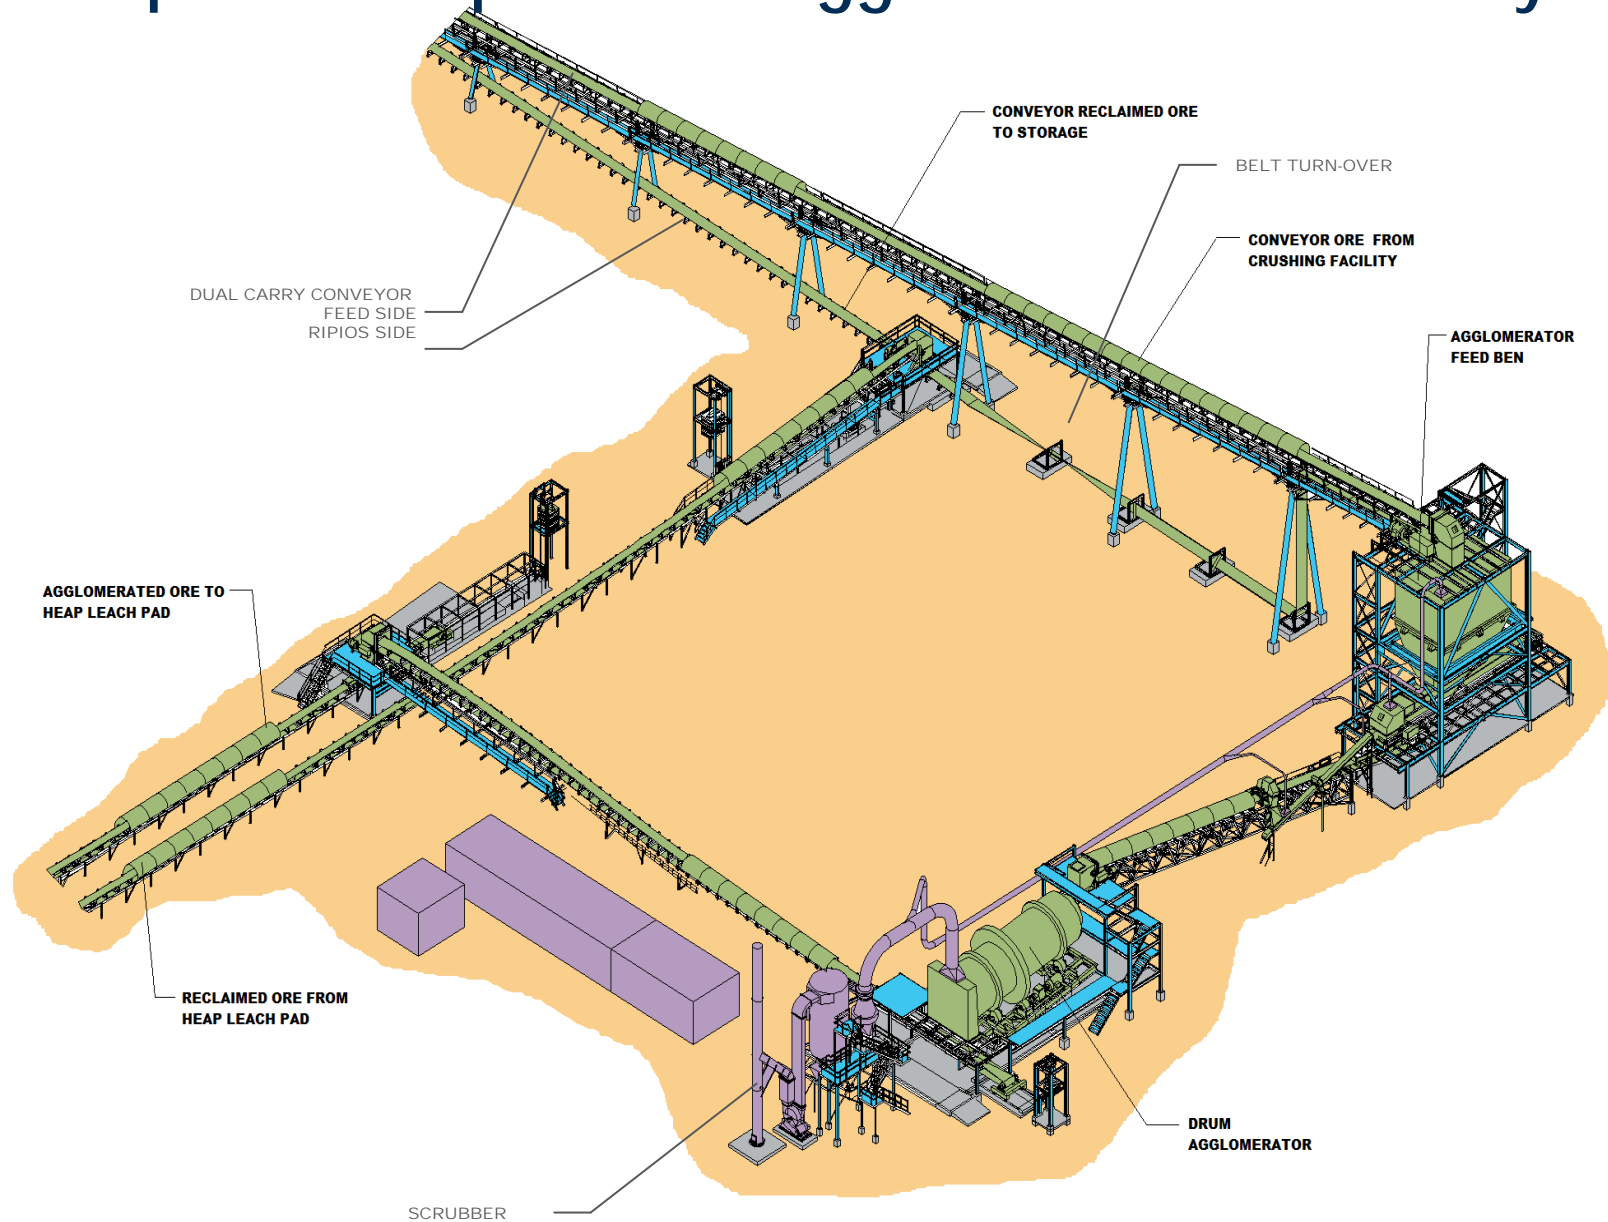 CONVEYOR RECLAIMED ORE
TO STORAGE
BELT TURN-OVER
CONVEYOR ORE FROM
CRUSHING FACILITY
DUAL CARRY CONVEYOR
FEED SIDE
RIPIOS SIDE
AGGLOMERATOR
FEED BEN
AGGLOMERATED ORE TO
HEAP LEACH PAD
RECLAIMED ORE FROM
HEAP LEACH PAD
DRUM
AGGLOMERATOR
SCRUBBER